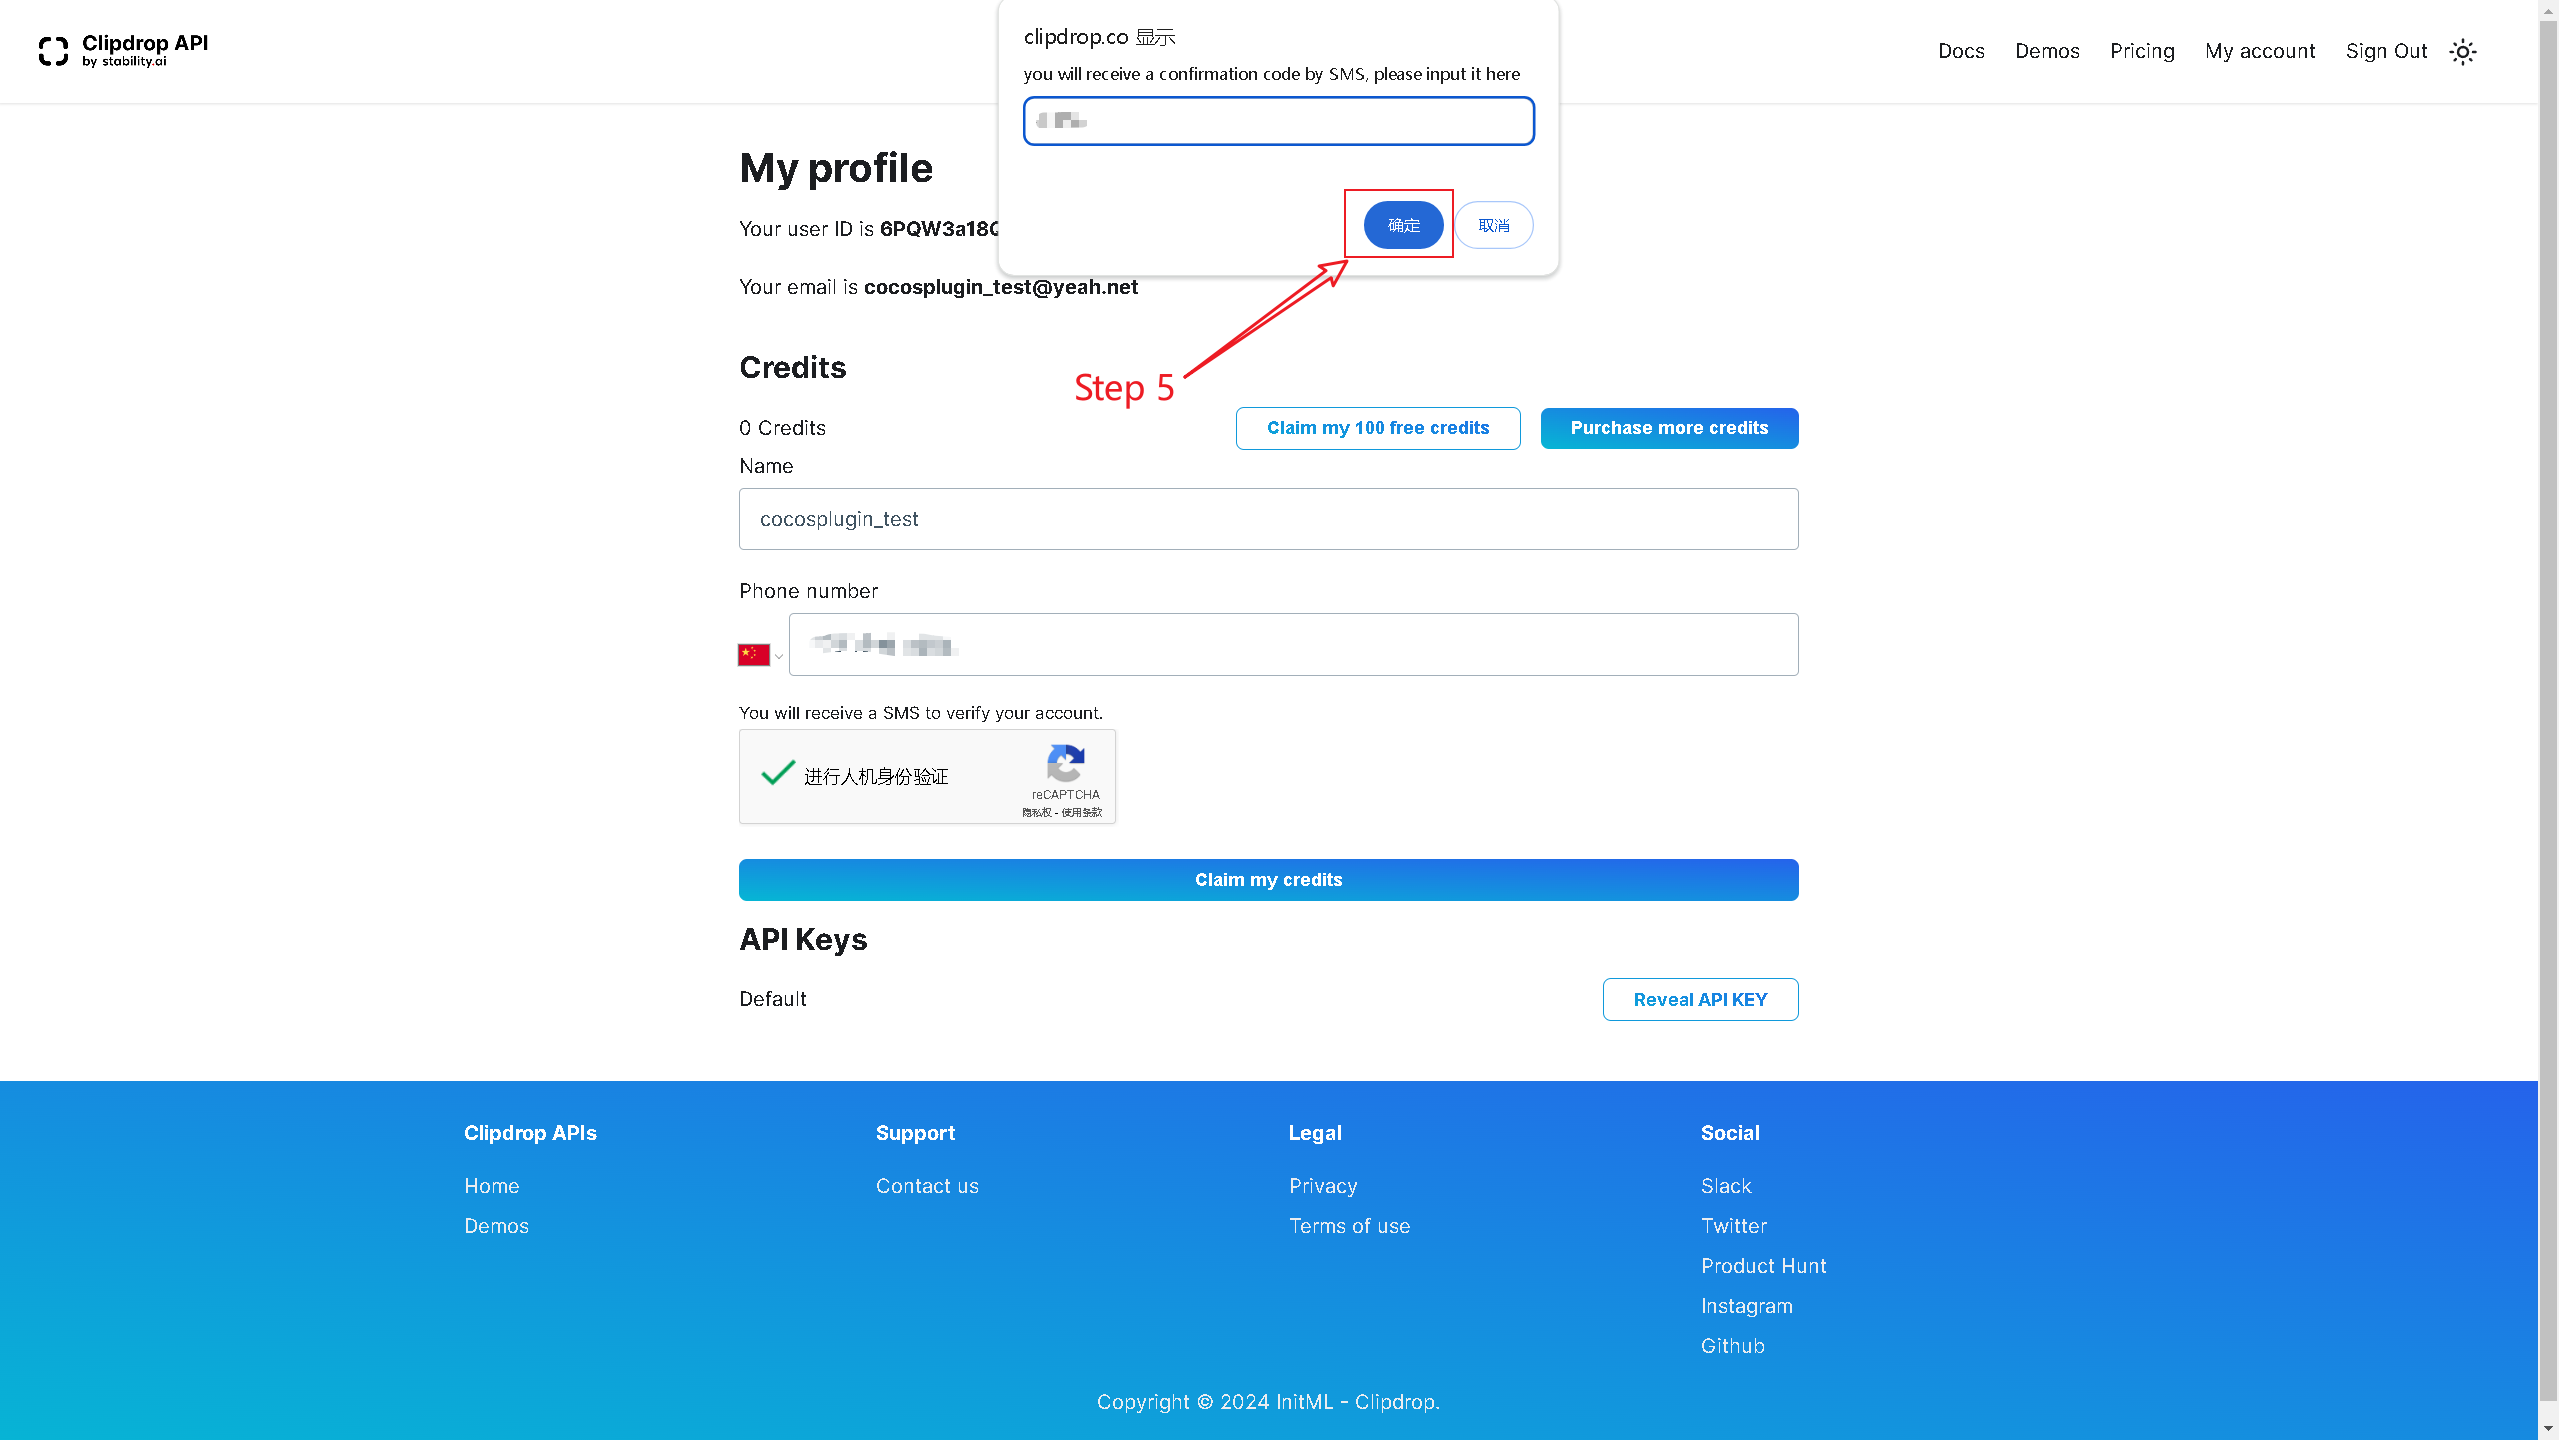 Clipdrop API
by stability.ai
Docs
Demos
Pricing
My account
Sign Out
clipdrop.co 显示
you will receive a confirmation code by SMS, please input it here
确定
取消
My profile
Your user ID is 6PQW3a18
Your email is cocosplugin_test@yeah.net
Step 5
Credits
0 Credits
Claim my 100 free credits
Purchase more credits
Name
cocosplugin_test
Phone number
You will receive a SMS to verify your account.
进行人机身份验证
reCAPTCHA
隐私权 - 使用条款
Claim my credits
API Keys
Default
Reveal API KEY
Clipdrop APIs
Home
Demos
Support
Contact us
Legal
Privacy
Terms of use
Social
Slack
Twitter
Product Hunt
Instagram
Github
Copyright © 2024 InitML - Clipdrop.